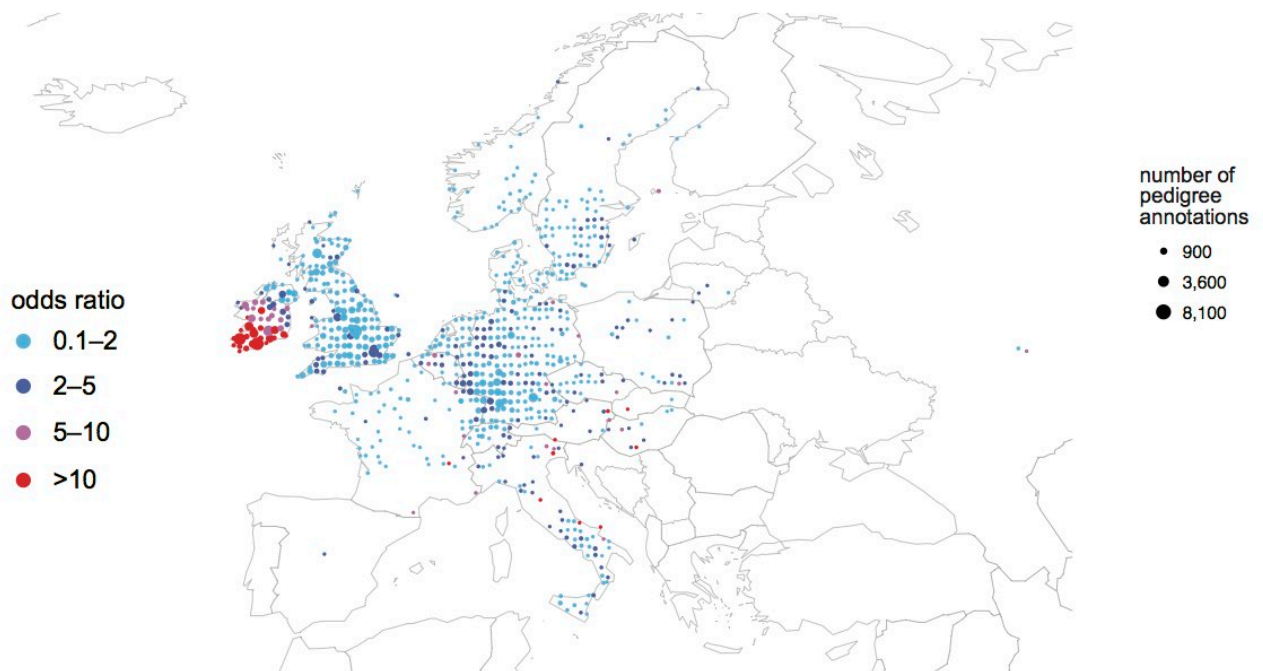 odds ratio
0.1–2
2–5
5–10
>10
number of
pedigree
annotations
900
3,600
8,100